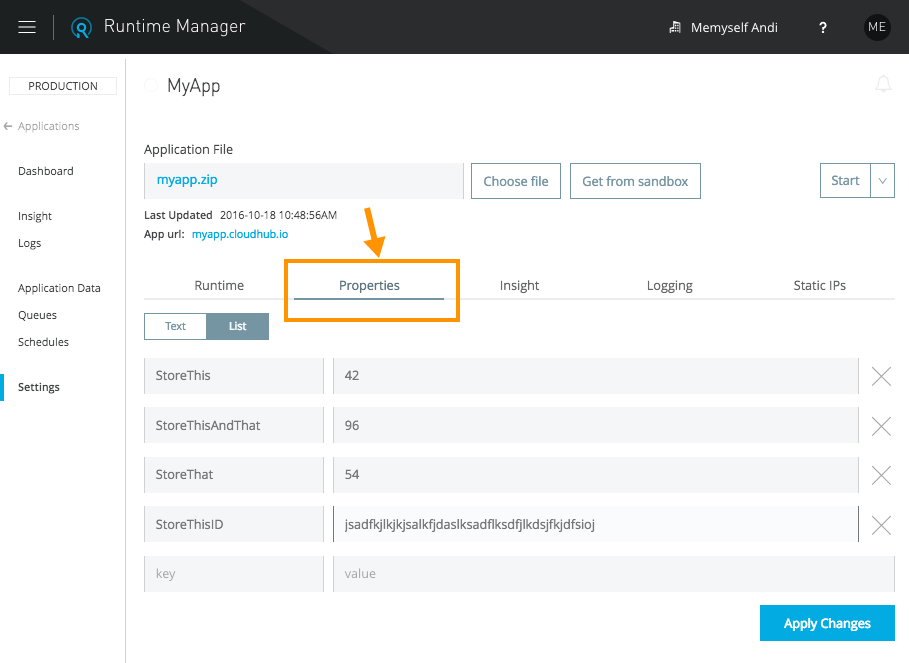 Runtime Manager
Memyself Andi
?
ME
PRODUCTION
Applications
Dashboard
Insight
Logs
Application Data
Queues
Schedules
Settings
MyApp
Application File
myapp.zip
Choose file
Get from sandbox
Start
Last Updated 2016-10-18 10:48:56AM
App url: myapp.cloudhub.io
Runtime Properties Insight Logging Static IPs
Text List
StoreThis 42
StoreThisAndThat 96
StoreThat 54
StoreThisID jsadfkjlkjkjsalkfjdaslksadflksdfjlkdsjfkjdfsioj
key value
Apply Changes